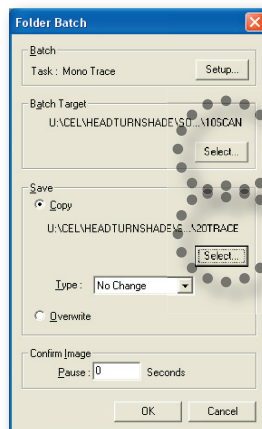 Folder Batch
Batch
Task : Mono Trace
Setup...
Batch Target
U:\CEL\HEADTURNSHADE\SO...\10SCAN
Select...
Save
Copy
U:\CEL\HEADTURNSHADE\S...\20TRACE
Select...
Type : No Change
Overwrite
Confirm Image
Pause : 0 Seconds
OK Cancel